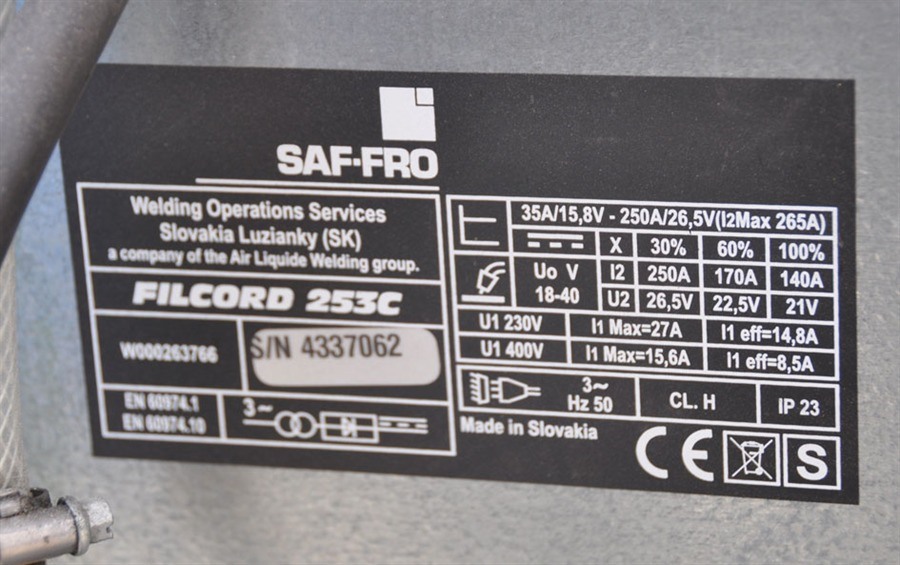 SAF-FRO
Welding Operations Services
Slovakia Luzianky (SK)
a company of the Air Liquide Welding group.
FILCORD 253C
W000263766
S/N 4337062
EN 60974.1
EN 60974.10
3~
35A/15,8V - 250A/26,5V(I2Max 265A)
X 30% 60% 100%
Uo V
18-40
I2 250A 170A 140A
U2 26,5V 22,5V 21V
U1 230V I1 Max=27A I1 eff=14,8A
U1 400V I1 Max=15,6A I1 eff=8,5A
3~
Hz 50
CL. H
IP 23
Made in Slovakia
CE
S